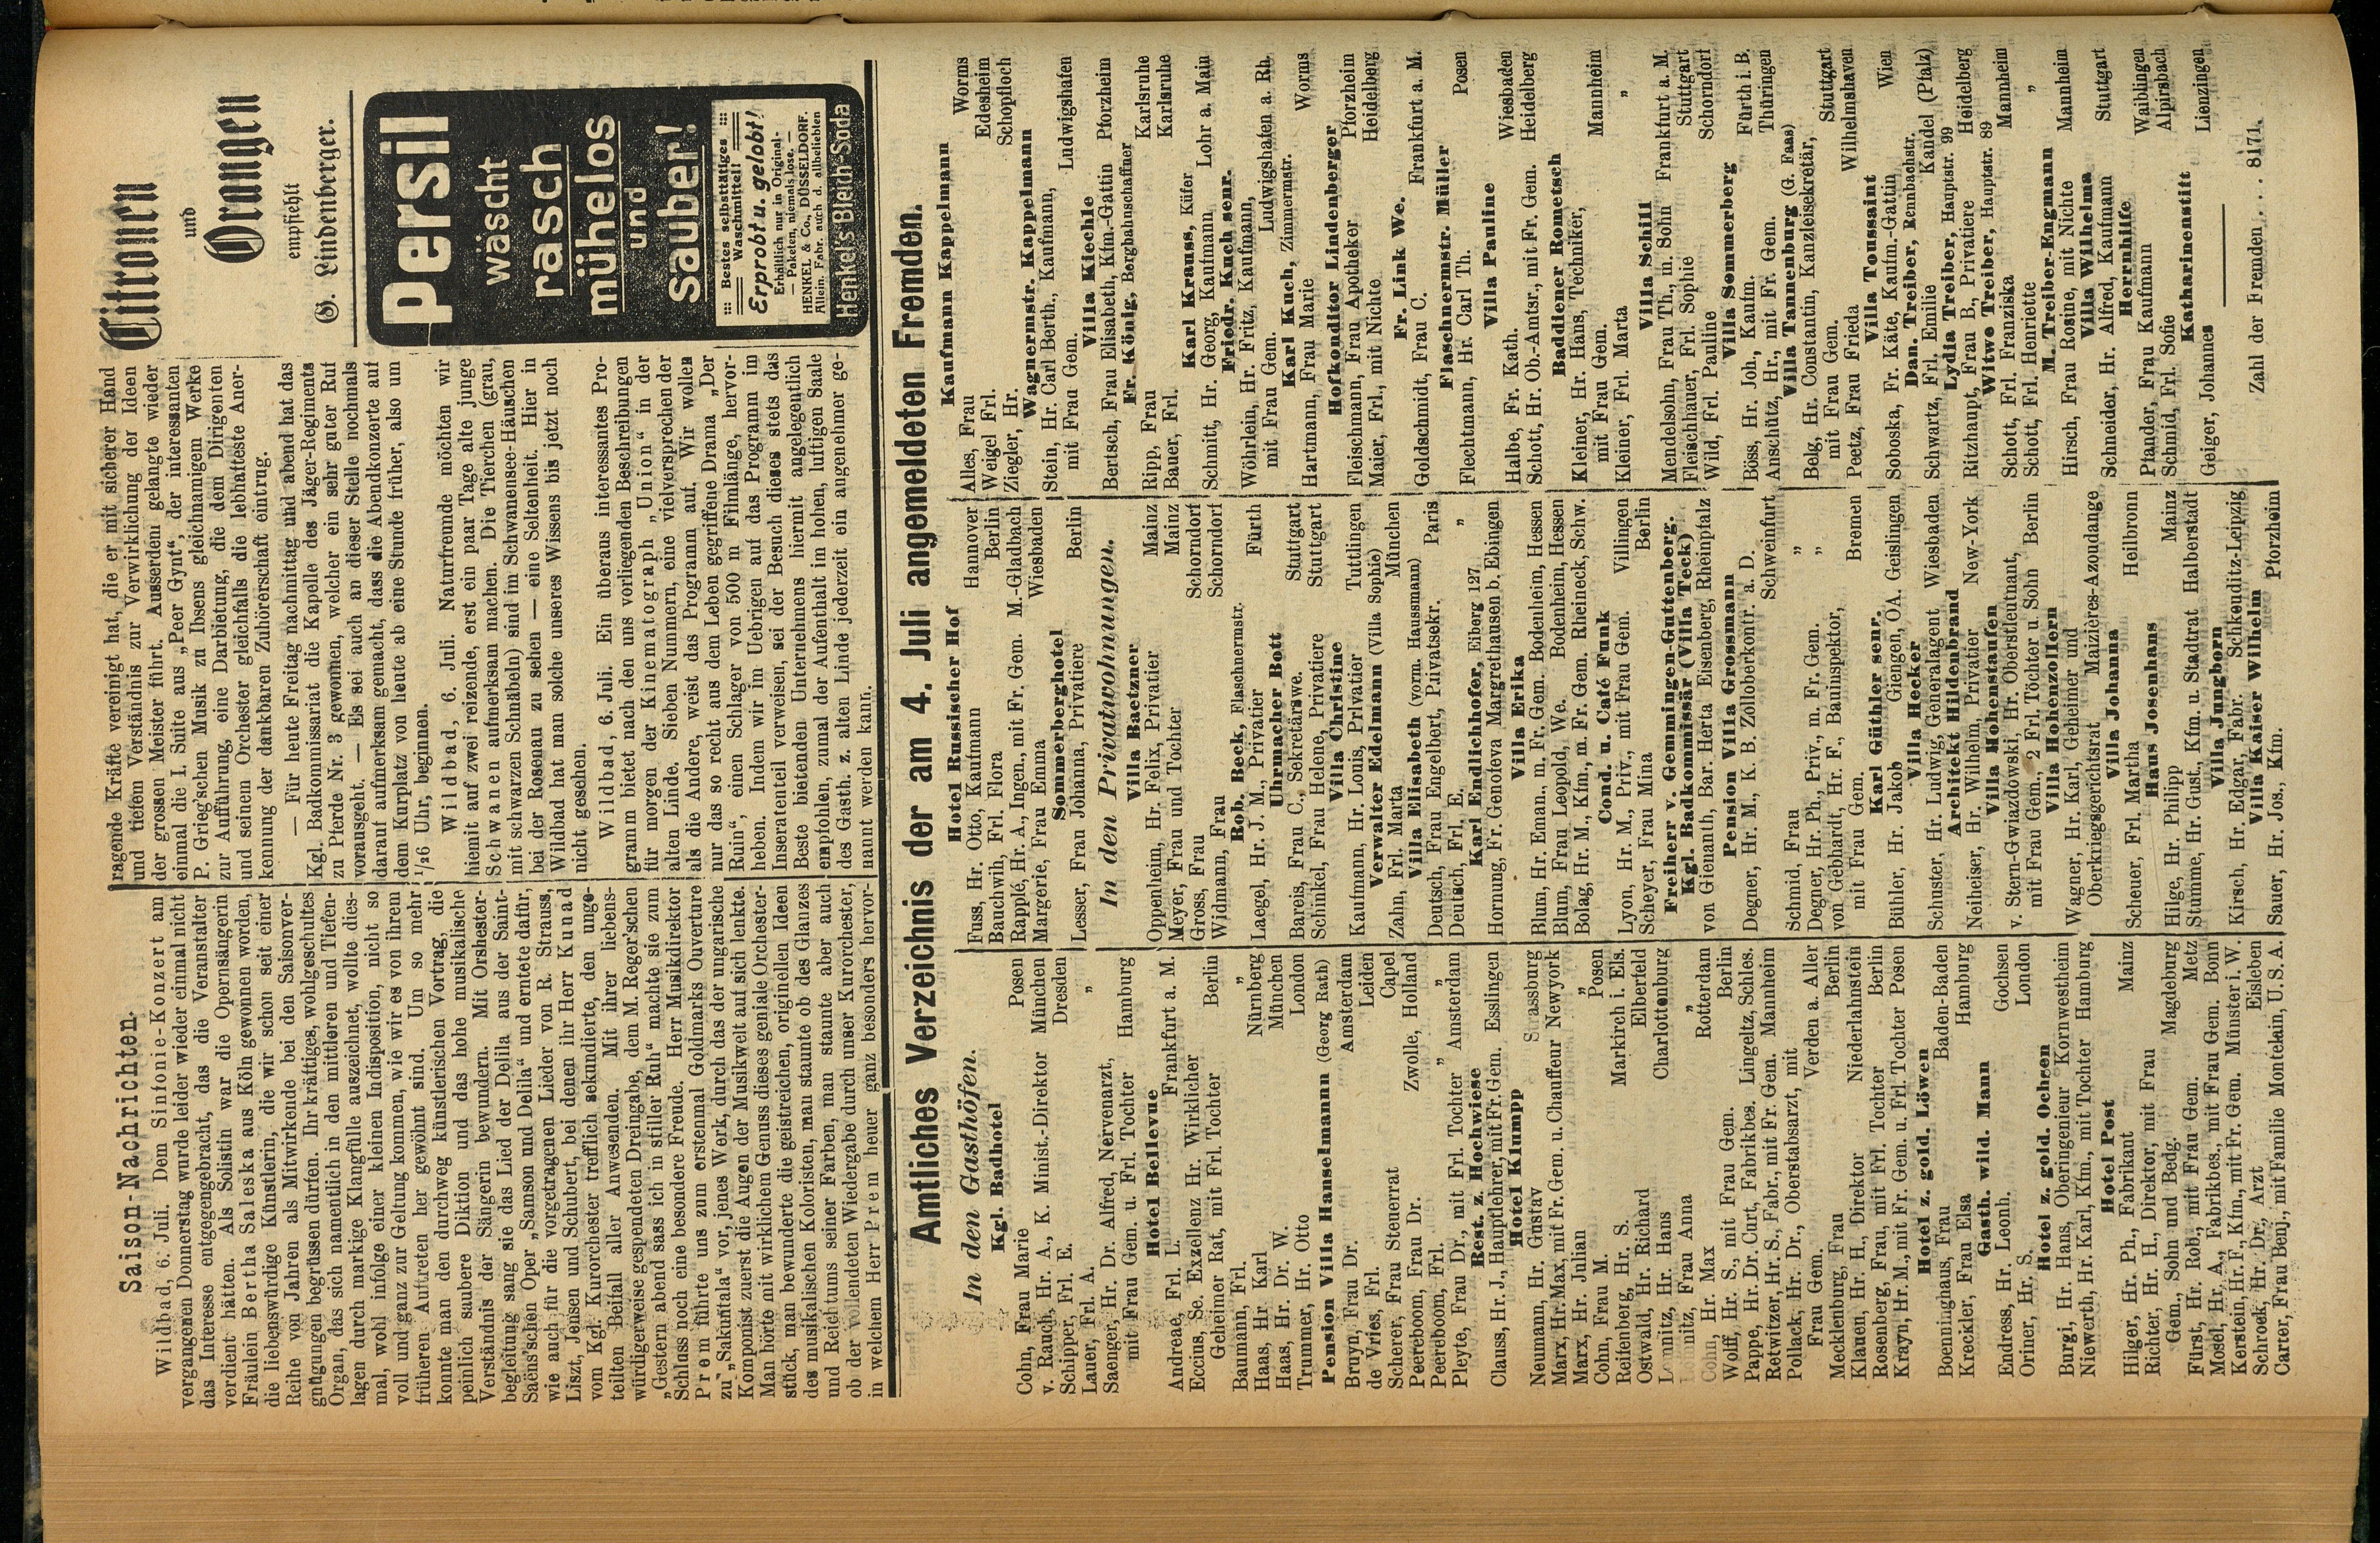 Saison-Nachrichten.
Wildbad, 6. Juli. Dem Sinfonie-Konzert am
vergangenen Donnerstag wurde leider wieder einmal nicht
das Interesse entgegengebracht, das die Veranstalter
verdient hätten. Als Solistin war die Opernsängerin
Fräulein Bertha Saleska aus Köln gewonnen worden,
die liebenswürdige Künstlerin, die wir schon seit einer
Reihe von Jahren als Mitwirkende bei den Saisonver-
gnügungen begrüssen dürfen. Ihr kräftiges, wohlgeschultes
Organ, das sich namentlich in den mittleren und Tiefen-
lagen durch markige Klangfülle auszeichnet, wollte dies-
mal, wohl infolge einer kleinen Indisposition, nicht so
voll und ganz zur Geltung kommen, wie wir es von ihrem
früheren Auftreten her gewöhnt sind. Um so mehr
konnte man den durchweg künstlerischen Vortrag, die
peinlich saubere Diktion und das hohe musikalische
Verständnis der Sängerin bewundern. Mit Orshester-
begleitung sang sie das Lied der Delila aus der Saint-
Saëns'schen Oper „Samson und Delila" und erntete dafür,
wie auch für die vorgetragenen Lieder von R. Strauss,
Liszt, Jensen und Schubert, bei denen ihr Herr Kunad
vom Kgl. Kurorchester trefflich sekundierte, den unge-
teilten Beifall aller Anwesenden. Mit ihrer liebens-
würdigerweise gespendeten Dreingabe, dem M. Reger'schen
„Gestern abend sass ich in stiller Ruh" machte sie zum
Schluss noch eine besondere Freude. Herr Musikdirektor
Prem führte uns zum erstenmal Goldmarks Ouverture
zu „Sakuntala" vor, jenes Werk, durch das der ungarische
Komponist zuerst die Augen der Musikwelt auf sich lenkte.
Man hörte mit wirklichem Genuss dieses geniale Orchester-
stück, man bewunderte die geistreichen, originellen Ideen
des musikalischen Koloristen, man staunte ob des Glanzes
und Reichtums seiner Farben, man staunte aber auch
ob der vollendeten Wiedergabe durch unser Kurorchester,
in welchem Herr Prem heuer ganz besonders hervor-
ragende Kräfte vereinigt hat, die er mit sicherer Hand
und tiefem Verständnis zur Verwirklichung der Ideen
der grossen Meister führt. Ausserdem gelangte wieder
einmal die I. Suite aus „Peer Gynt", der interessanten
P. Grieg'schen Musik zu Ibsens gleichnamigem Werke
zur Aufführung, eine Darbietung, die dem Dirigenten
und seinem Orchester gleichfalls die lebhafteste Aner-
kennung der dankbaren Zuhörerschaft eintrug.
— Für heute Freitag nachmittag und abend hat das
Kgl. Badkommissariat die Kapelle des Jäger-Regiments
zu Pferde Nr. 3 gewonnen, welcher ein sehr guter Ruf
vorausgeht. — Es sei auch an dieser Stelle nochmals
darauf aufmerksam gemacht, dass die Abendkonzerte auf
dem Kurplatz von heute ab eine Stunde früher, also um
1/26 Uhr, beginnen.
Wildbad, 6. Juli. Naturfreunde möchten wir
hiemit auf zwei reizende, erst ein paar Tage alte junge
Schwanen aufmerksam machen. Die Tierchen (grau,
mit schwarzen Schnäbeln) sind im Schwanensee-Häuschen
bei der Rosenau zu sehen — eine Seltenheit. Hier in
Wildbad hat man solche unseres Wissens bis jetzt noch
nicht gesehen.
Wildbad, 6. Juli. Ein überaus interessantes Pro-
gramm bietet nach den uns vorliegenden Beschreibungen
für morgen der Kinematograph „Union" in der
alten Linde. Sieben Nummern, eine vielversprechender
als die Andere, weist das Programm auf. Wir wollen
nur das so recht aus dem Leben gegriffene Drama „Der
Ruin", einen Schlager von 500 m Filmlänge, hervor-
heben. Indem wir im Uebrigen auf das Programm im
Inseratenteil verweisen, sei der Besuch dieses stets das
Beste bietenden Unternehmens hiermit angelegentlich
empfohlen, zumal der Aufenthalt im hohen, luftigen Saale
des Gasth. z. alten Linde jederzeit ein angenehmer ge-
nannt werden kann.
Citronen
und
Orangen
empfiehlt
G. Lindenberger.
Persil
wäscht
rasch
mühelos
und
sauber!
::: Bestes selbsttätiges :::
Waschmittel!
Erprobt u. gelobt!
Erhältlich nur in Original-
— Paketen, niemals lose. —
HENKEL & Co., DÜSSELDORF.
Allein. Fabr. auch d. allbeliebten
Henkel's Bleich-Soda
Amtliches Verzeichnis der am 4. Juli angemeldeten Fremden.
In den Gasthöfen.
Kgl. Badhotel
Cohn, Frau Marie Posen
v. Rauch, Hr. A., K. Minist.-Direktor München
Schipper, Frl. E. Dresden
Lauer, Frl. A. „
Saenger, Hr. Dr. Alfred, Nervenarzt,
mit Frau Gem. u. Frl. Tochter Hamburg
Hotel Bellevue
Andreae, Frl. L. Frankfurt a. M.
Eccius, Se. Exzellenz Hr. Wirklicher
Geheimer Rat, mit Frl. Tochter Berlin
Baumann, Frl. „
Haas, Hr. Karl Nürnberg
Haas, Hr. Dr. W. München
Trummer, Hr. Otto London
Pension Villa Hanselmann (Georg Rath)
Bruyn, Frau Dr. Amsterdam
de Vries, Frl. Leiden
Scherer, Frau Steuerrat Capel
Peereboom, Frau Dr. Zwolle, Holland
Peereboom, Frl. „ „
Pleyte, Frau Dr., mit Frl. Tochter Amsterdam
Rest. z. Hochwiese
Clauss, Hr. J., Hauptlehrer, mit Fr. Gem. Esslingen
Hotel Klumpp
Neumann, Hr. Gustav Strassburg
Marx, Hr. Max, mit Fr. Gem. u. Chauffeur Newyork
Marx, Hr. Julian „
Cohn, Frau M. Posen
Reifenberg, Hr. S. Markirch i. Els.
Ostwald, Hr. Richard Elberfeld
Lomnitz, Hr. Hans Charlottenburg
Lomnitz, Frau Anna „
Cohn, Hr. Max Rotterdam
Wolff, Hr. S., mit Frau Gem. Berlin
Pappe, Hr. Dr. Curt, Fabrikbes. Lingeltz, Schles.
Retwitzer, Hr. S., Fabr., mit Fr. Gem. Mannheim
Pollack, Hr. Dr., Oberstabsarzt, mit
Frau Gem. Verden a. Aller
Mecklenburg, Frau Berlin
Klauen, Hr. H., Direktor Niederlahnstein
Rosenberg, Frau, mit Frl. Tochter Berlin
Krayn, Hr. M., mit Fr. Gem. u. Frl. Tochter Posen
Hotel z. gold. Löwen
Boenninghaus, Frau Baden-Baden
Kreckler, Frau Elsa Hamburg
Gasth. z. wild. Mann
Endress, Hr. Leonh. Gochsen
Oriner, Hr. S. London
Hotel z. gold. Ochsen
Burgi, Hr. Hans, Oberingenieur Kornwestheim
Niewerth, Hr. Karl, Kfm., mit Tochter Hamburg
Hotel Post
Hilger, Hr. Ph., Fabrikant Mainz
Richter, Hr. H., Direktor, mit Frau
Gem., Sohn und Bedg. Magdeburg
Fürst, Hr. Rob., mit Frau Gem. Metz
Mosel, Hr. A., Fabrikbes., mit Frau Gem. Bonn
Kerstein, Hr. F., Kfm., mit Fr. Gem. Münster i. W.
Schroek, Hr. Dr., Arzt Eisleben
Carer, Frau Benj., mit Familie Montekain, U. S. A.
Hotel Russischer Hof
Fuss, Hr. Otto, Kaufmann Hannover
Bauchwih, Frl. Flora Berlin
Rapplé, Hr. A., Ingen., mit Fr. Gem. M.-Gladbach
Margerie, Frau Emma Wiesbaden
Sommerberghotel
Lesser, Frau Johanna, Privatiere Berlin
In den Privatwohnungen.
Villa Baetzner
Oppenheim, Hr. Felix, Privatier Mainz
Meyer, Frau und Tochter Mainz
Gross, Frau Schorndorf
Widmann, Frau Schorndorf
Rob. Beck, Flaschnermstr.
Laegel, Hr. J. M., Privatier Fürth
Uhrmacher Bott
Bareis, Frau C., Sekretärswe. Stuttgart
Schinkel, Frau Helene, Privatiere Stuttgart
Villa Christine
Kaufmann, Hr. Louis, Privatier Tuttlingen
Verwalter Edelmann (Villa Sophie)
Zahn, Frl. Marta München
Villa Elisabeth (vorm. Haussmann)
Deutsch, Frau Engelbert, Privatsekr. Paris
Deutsch, Frl. E. „
Karl Endlichhofer, Eiberg 127.
Hornung, Fr. Genofeva Margrethausen b. Ebingen
Villa Erika
Blum, Hr. Eman., m. Fr. Gem. Bodenheim, Hessen
Blum, Frau Leopold, We. Bodenheim, Hessen
Bolag, Hr. M., Kfm., m. Fr. Gem. Rheineck, Schw.
Cond. u. Café Funk
Lyon, Hr. M., Priv., mit Frau Gem. Villingen
Scheyer, Frau Mina Berlin
Freiherr v. Gemmingen-Guttenberg.
Kgl. Badkommissär (Villa Teck)
von Gienanth, Bar. Herta Eisenberg, Rheinpfalz
Pension Villa Grossmann
Degner, Hr. M., K. B. Zolloberkontr. a. D.
Schweinfurt
Schmid, Frau „
Degner, Hr. Ph., Priv., m. Fr. Gem. „
von Gebhardt, Hr. F., Bauinspektor,
mit Frau Gem. Bremen
Karl Güthler senr.
Bühler, Hr. Jakob Giengen, OA. Geislingen
Villa Hecker
Schuster, Hr. Ludwig, Generalagent Wiesbaden
Architekt Hildenbrand
Neiheiser, Hr. Wilhelm, Privatier New-York
Villa Hohenstaufen
v. Stern-Gwiazdowski, Hr. Oberstleutnant,
mit Frau Gem., 2 Frl. Töchter u. Sohn Berlin
Villa Hohenzollern
Wagner, Hr. Karl, Geheimer und
Oberkriegsgerichtsrat Maizières-Azoudange
Villa Johanna
Scheuer, Frl. Martha Heilbronn
Haus Josenhans
Hilge, Hr. Philipp Mainz
Stumme, Hr. Gust., Kfm. u. Stadtrat Halberstadt
Villa Jungborn
Kirsch, Hr. Edgar, Fabr. Schkenditz-Leipzig
Villa Kaiser Wilhelm
Sauer, Hr. Jos., Kfm. Pforzheim
Kaufmann Kappelmann
Alles, Frau Worms
Weigel Frl. Edesheim
Ziegler, Hr. Schopfloch
Wagnermstr. Kappelmann
Stein, Hr. Carl Berth., Kaufmann,
mit Frau Gem. Ludwigshafen
Villa Kiechle
Bertsch, Frau Elisabeth, Kfm.-Gattin Pforzheim
Fr. König, Bergbahnschaffner
Ripp, Frau Karlsruhe
Bauer, Frl. Karlsruhe
Karl Krauss, Küfer
Schmitt, Hr. Georg, Kaufmann Lohr a. Main
Friedr. Kuch senr.
Wöhrlein, Hr. Fritz, Kaufmann,
mit Frau Gem. Ludwigshafen a. Rh.
Karl Kuch, Zimmermstr.
Hartmann, Frau Marie Worms
Hofkonditor Lindenberger
Fleischmann, Frau Apotheker Pforzheim
Maier, Frl., mit Nichte Heidelberg
Fr. Link We.
Goldschmidt, Frau C. Frankfurt a. M.
Flaschnermstr. Müller
Flechtmann, Hr. Carl Th. Posen
Villa Pauline
Halbe, Fr. Kath. Wiesbaden
Schott, Hr. Ob.-Amtsr., mit Fr. Gem. Heidelberg
Baddiener Rometsch
Kleiner, Hr. Hans, Techniker,
mit Frau Gem. Mannheim
Kleiner, Frl. Marta „
Villa Schill
Mendelsohn, Frau Th., m. Sohn Frankfurt a. M.
Fleischhauer, Frl. Sophie Stuttgart
Wild, Frl. Pauline Schorndorf
Villa Sommerberg
Böss, Hr. Joh., Kaufm. Fürth i. B.
Anschütz, Hr., mit Fr. Gem. Thüringen
Villa Tannenburg (G. Faas)
Belg, Hr. Constantin, Kanzleisekretär,
mit Frau Gem. Stuttgart
Peetz, Frau Frieda Wilhelmshaven
Villa Toussaint
Soboska, Fr. Käte, Kaufm.-Gattin Wien
Dan. Treiber, Rennbachstr.
Schwartz, Frl. Emilie Kandel (Pfalz)
Lydia Treiber, Hauptstr. 99
Ritzhaupt, Frau B., Privatiere Heidelberg
Witwe Treiber, Hauptstr. 89
Schott, Frl. Franziska Mannheim
Schott, Frl. Henriette „
M. Treiber-Engmann
Hirsch, Frau Rosine, mit Nichte Mannheim
Villa Wilhelma
Schneider, Hr. Alfred, Kaufmann Stuttgart
Herrnhilfe
Pfander, Frau Kaufmann Waiblingen
Schmid, Frl. Sofie Alpirsbach
Katharinenstift
Geiger, Johannes Lienzingen
Zahl der Fremden . . . 8171.